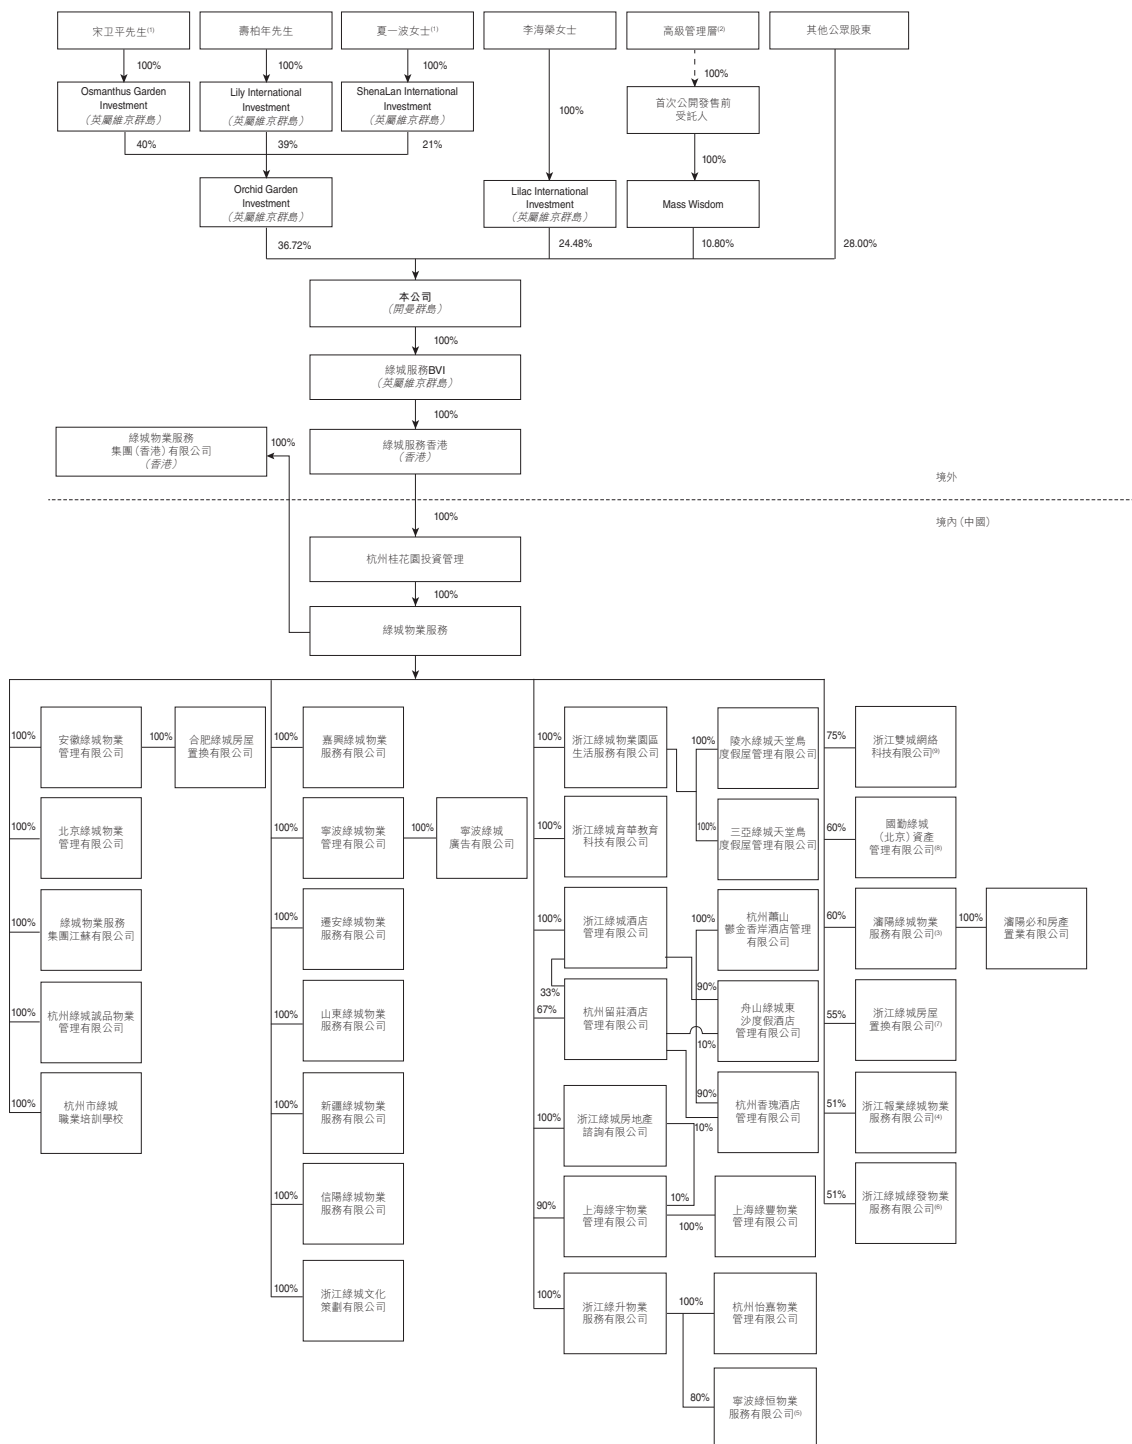 宋卫平先生(1)
壽柏年先生
夏一波女士(1)
李海榮女士
高級管理層(2)
其他公眾股東
100%
100%
100%
100%
100%
Osmanthus Garden
Investment
（英屬維京群島）
Lily International
Investment
（英屬維京群島）
ShenaLan International
Investment
（英屬維京群島）
首次公開發售前
受託人
40%
39%
21%
100%
Orchid Garden
Investment
（英屬維京群島）
Lilac International
Investment
（英屬維京群島）
Mass Wisdom
36.72%
24.48%
10.80%
28.00%
本公司
（開曼群島）
100%
綠城服務BVI
（英屬維京群島）
100%
綠城物業服務
集團（香港）有限公司
（香港）
100%
綠城服務香港
（香港）
境外
境內（中國）
100%
杭州桂花園投資管理
100%
綠城物業服務
100%
安徽綠城物業
管理有限公司
100%
合肥綠城房屋
置換有限公司
100%
北京綠城物業
管理有限公司
100%
綠城物業服務
集團江蘇有限公司
100%
杭州綠城誠品物業
管理有限公司
100%
杭州市綠城
職業培訓學校
100%
嘉興綠城物業
服務有限公司
100%
寧波綠城物業
管理有限公司
100%
寧波綠城
廣告有限公司
100%
遷安綠城物業
服務有限公司
100%
山東綠城物業
服務有限公司
100%
新疆綠城物業
服務有限公司
100%
信陽綠城物業
服務有限公司
100%
浙江綠城文化
策劃有限公司
100%
浙江綠城物業園區
生活服務有限公司
100%
陵水綠城天堂鳥
度假屋管理有限公司
100%
三亞綠城天堂鳥
度假屋管理有限公司
100%
浙江綠城育華教育
科技有限公司
100%
浙江綠城酒店
管理有限公司
100%
杭州蕭山
鬱金香岸酒店管理
有限公司
33%
67%
杭州留莊酒店
管理有限公司
90%
10%
舟山綠城東
沙度假酒店
管理有限公司
90%
10%
杭州香瑰酒店
管理有限公司
100%
浙江綠城房地產
諮詢有限公司
10%
90%
上海綠宇物業
管理有限公司
100%
上海綠豐物業
管理有限公司
100%
浙江綠升物業
服務有限公司
100%
杭州怡嘉物業
管理有限公司
80%
寧波綠恒物業
服務有限公司(5)
75%
浙江雙城網絡
科技有限公司(9)
60%
國勤綠城
（北京）資產
管理有限公司(8)
60%
瀋陽綠城物業
服務有限公司(3)
100%
瀋陽必和房產
置業有限公司
55%
浙江綠城房屋
置換有限公司(7)
51%
浙江報業綠城物業
服務有限公司(4)
51%
浙江綠城綠發物業
服務有限公司(6)